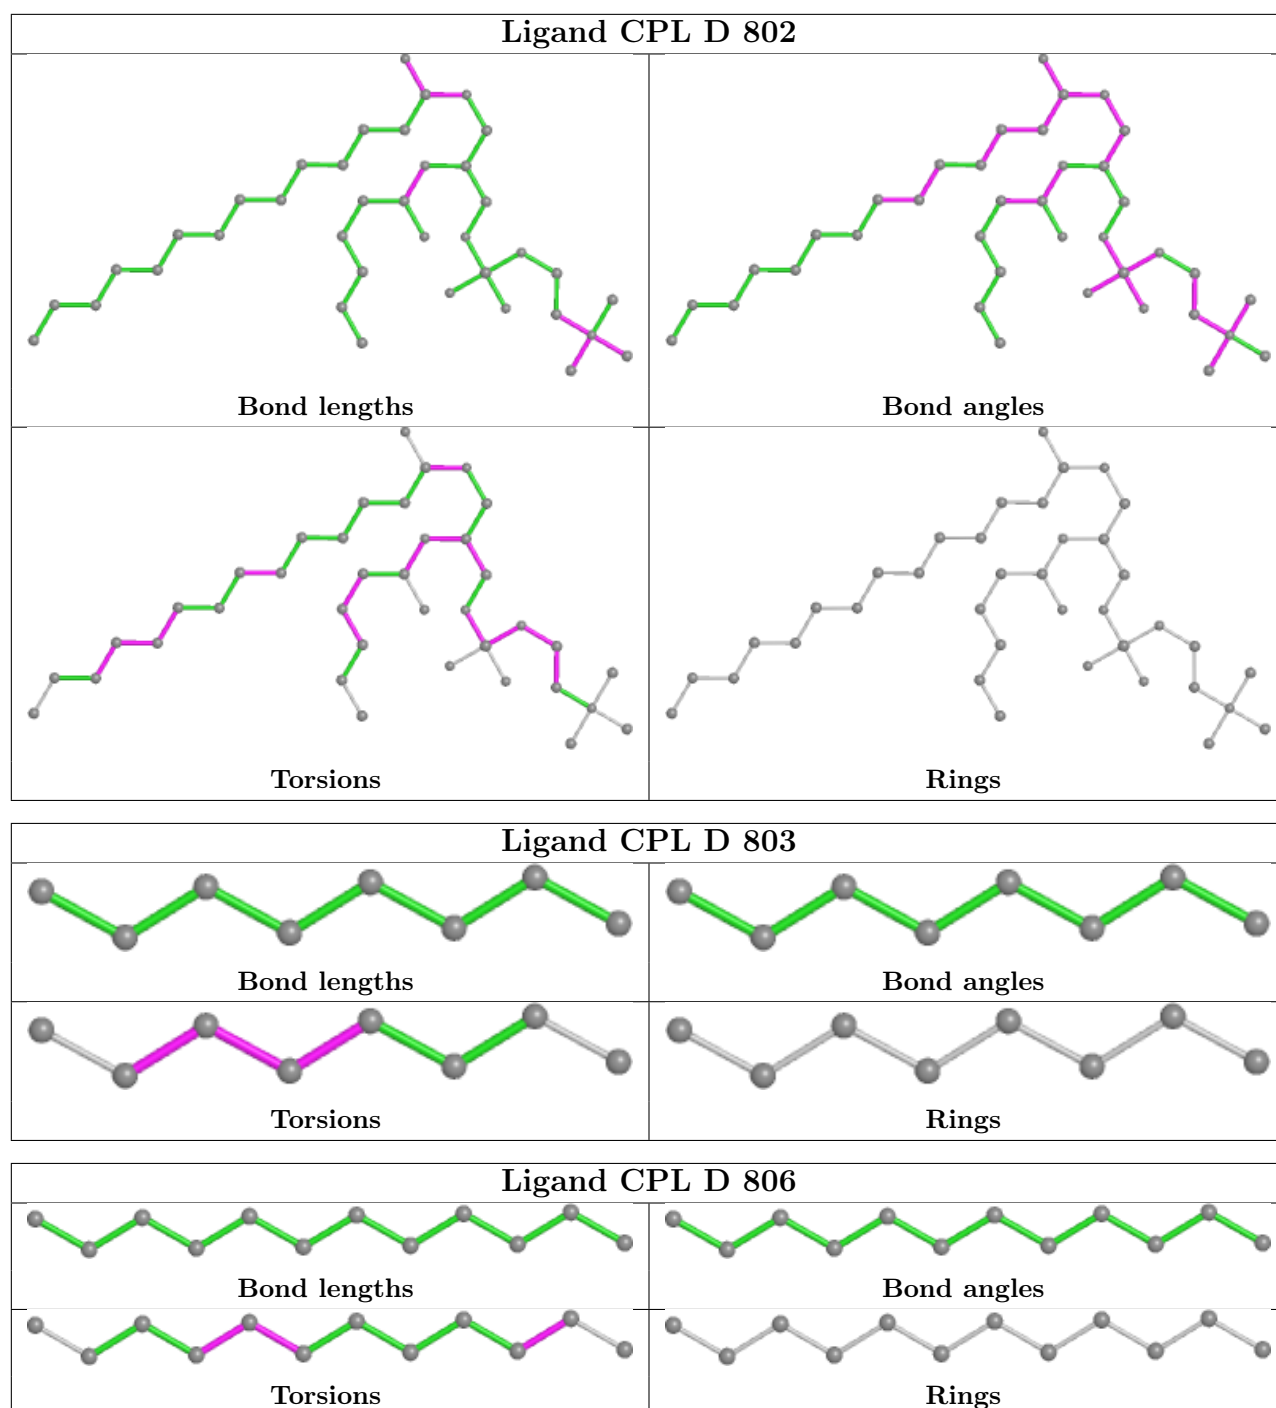 Ligand CPL D 802
Bond lengths
Bond angles
Torsions
Rings
Ligand CPL D 803
Bond lengths
Bond angles
Torsions
Rings
Ligand CPL D 806
Bond lengths
Bond angles
Torsions
Rings